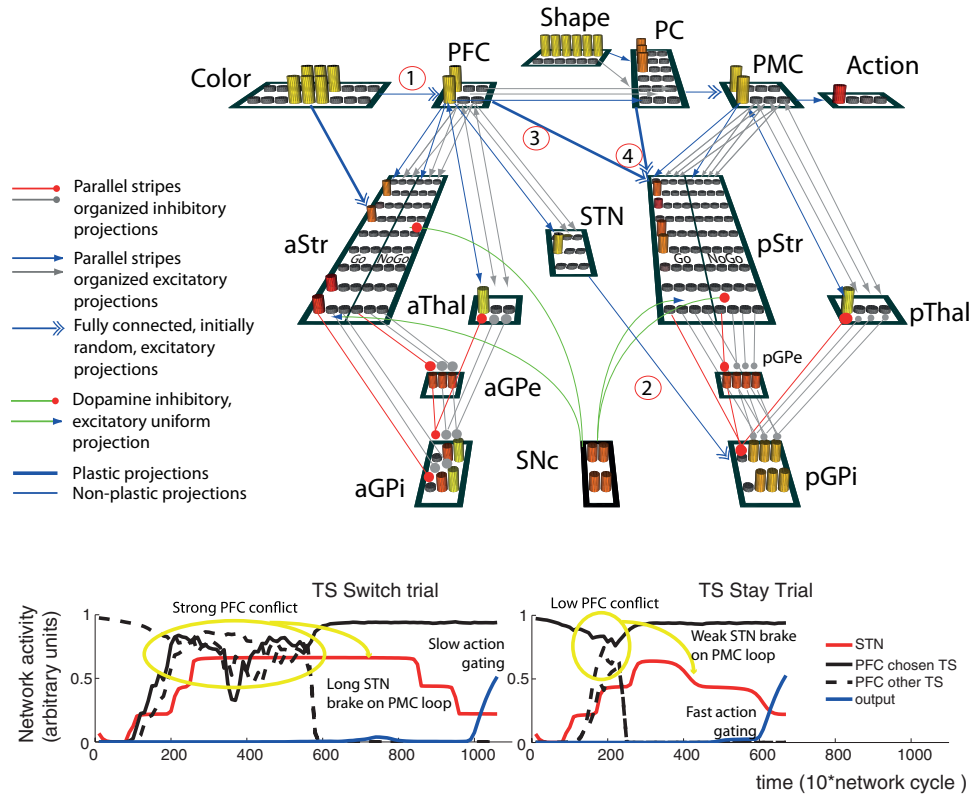 Shape
PC
PFC
PMC
Action
Color
1
3
4
Parallel stripes
organized inhibitory
projections
Parallel stripes
organized excitatory
projections
Fully connected, initially
random, excitatory
projections
Dopamine inhibitory,
excitatory uniform
projection
Plastic projections
Non-plastic projections
aStr
Go
NoGo
STN
pStr
Go
NoGo
aThal
pThal
aGPe
pGPe
2
SNc
aGPi
pGPi
TS Switch trial
TS Stay Trial
Network activity
(arbitrary units)
1
0.5
0
Strong PFC conflict
Slow action
gating
Long STN
brake on PMC loop
0
200
400
600
800
1000
1
0.5
0
Low PFC conflict
Weak STN brake
on PMC loop
Fast action
gating
0
200
400
600
800
1000
STN
PFC chosen TS
PFC other TS
output
time (10*network cycle )